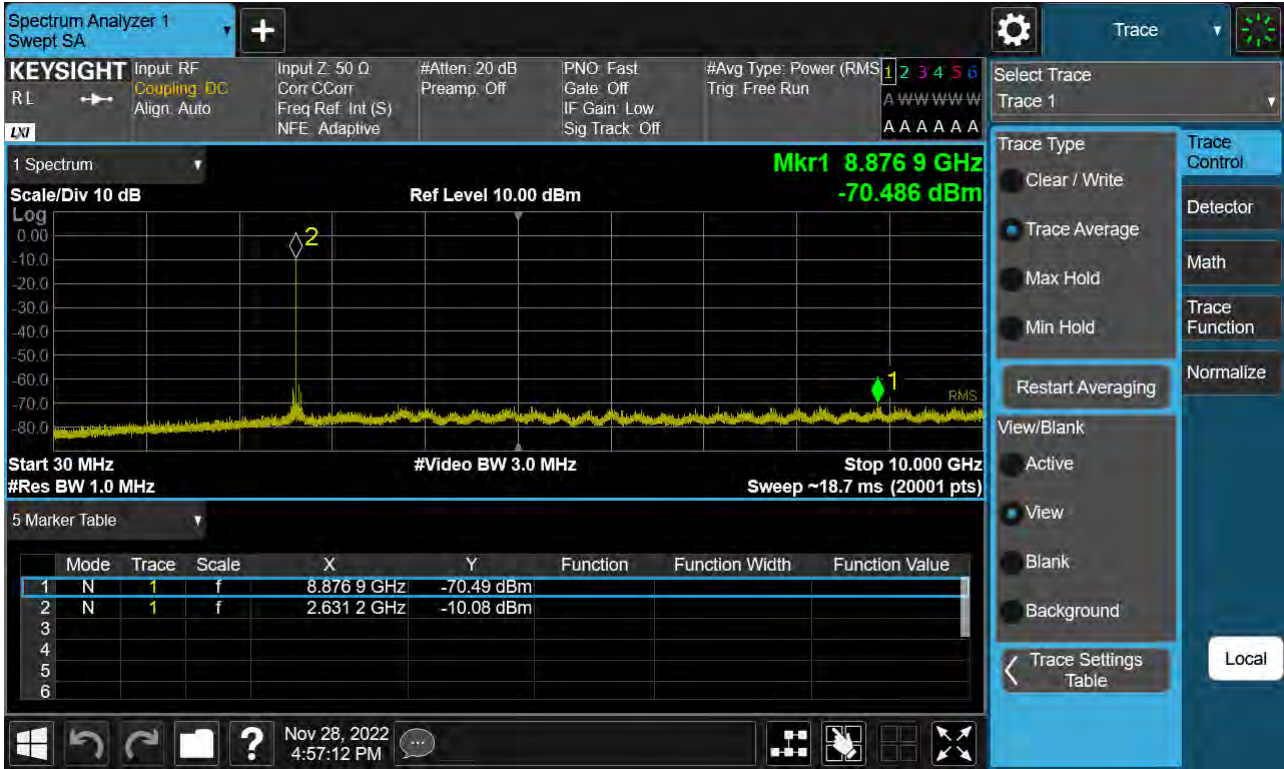 Spectrum Analyzer 1
Swept SA
Trace
KEYSIGHT
R L
LXI
Input: RF
Coupling: DC
Align: Auto
Input Z: 50 Ω
Corr CCorr
Freq Ref: Int (S)
NFE: Adaptive
#Atten: 20 dB
Preamp: Off
PNO: Fast
Gate: Off
IF Gain: Low
Sig Track: Off
#Avg Type: Power (RMS
Trig: Free Run
1 2 3 4 5 6
A W W W W W
A A A A A A
Select Trace
Trace 1
1 Spectrum
Mkr1 8.876 9 GHz
-70.486 dBm
Scale/Div 10 dB
Ref Level 10.00 dBm
Log
0.00
-10.0
-20.0
-30.0
-40.0
-50.0
-60.0
-70.0
-80.0
2
1
RMS
Start 30 MHz
#Video BW 3.0 MHz
Stop 10.000 GHz
#Res BW 1.0 MHz
Sweep ~18.7 ms (20001 pts)
5 Marker Table
Mode Trace Scale X Y Function Function Width Function Value
1 N 1 f 8.876 9 GHz -70.49 dBm
2 N 1 f 2.631 2 GHz -10.08 dBm
3
4
5
6
Trace Type
Clear / Write
Trace Average
Max Hold
Min Hold
Restart Averaging
View/Blank
Active
View
Blank
Background
Trace Settings
Table
Trace
Control
Detector
Math
Trace
Function
Normalize
Local
?
Nov 28, 2022
4:57:12 PM